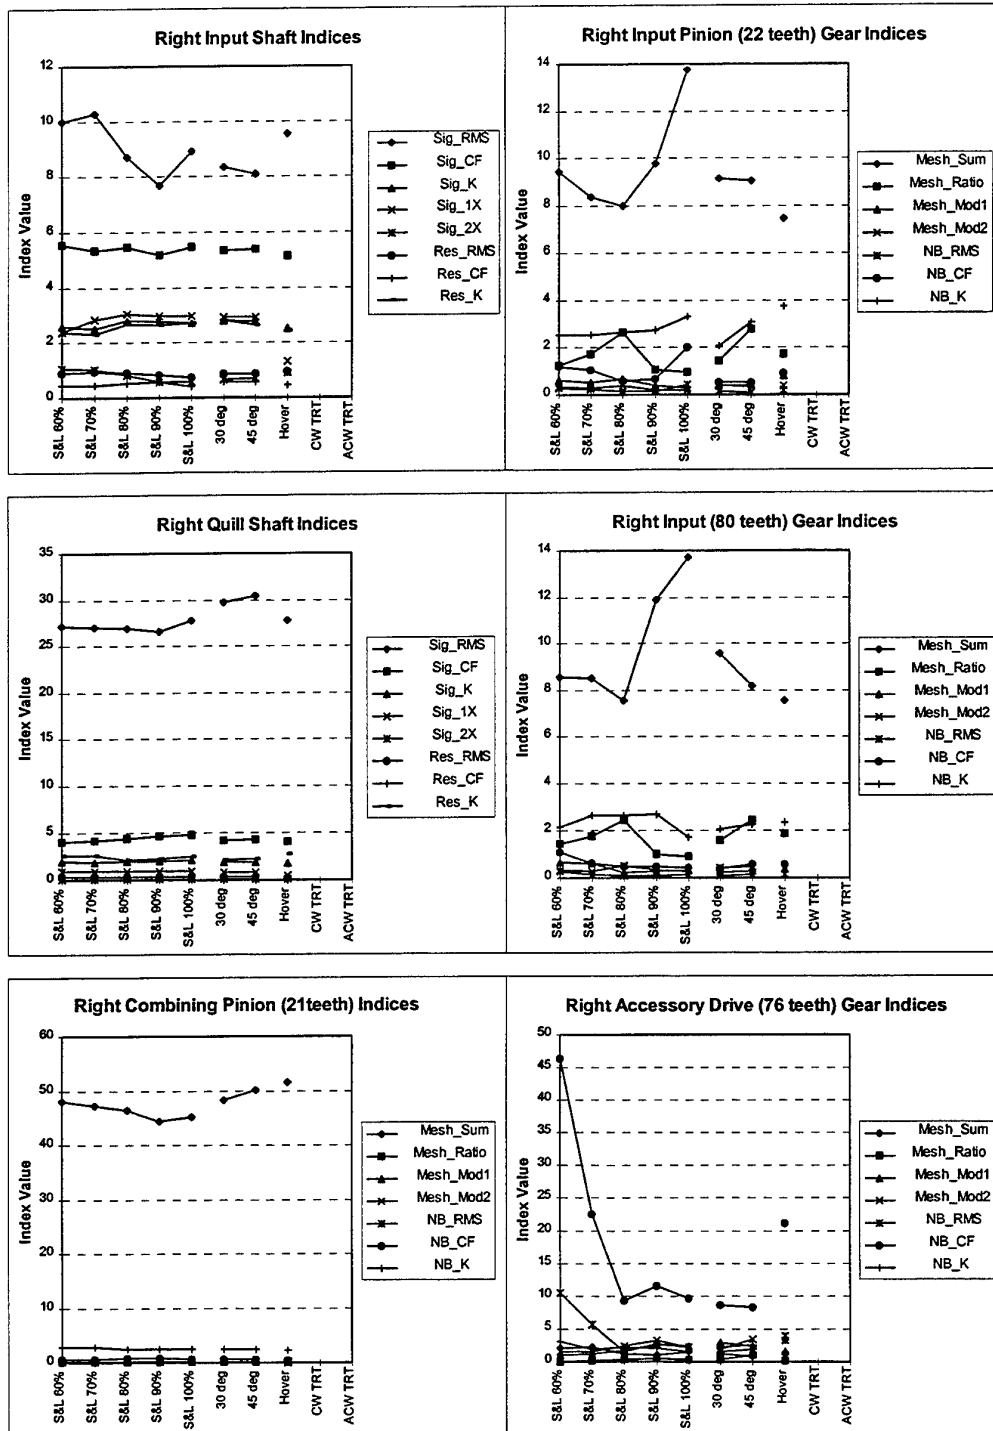 Right Input Shaft Indices
12
10
8
6
4
2
0
Index Value
S&L 60%
S&L 70%
S&L 80%
S&L 90%
S&L 100%
30 deg
45 deg
Hover
CW TRT
ACW TRT
Sig_RMS
Sig_CF
Sig_K
Sig_1X
Sig_2X
Res_RMS
Res_CF
Res_K
Right Input Pinion (22 teeth) Gear Indices
14
12
10
8
6
4
2
0
Index Value
S&L 60%
S&L 70%
S&L 80%
S&L 90%
S&L 100%
30 deg
45 deg
Hover
CW TRT
ACW TRT
Mesh_Sum
Mesh_Ratio
Mesh_Mod1
Mesh_Mod2
NB_RMS
NB_CF
NB_K
Right Quill Shaft Indices
35
30
25
20
15
10
5
0
Index Value
S&L 60%
S&L 70%
S&L 80%
S&L 90%
S&L 100%
30 deg
45 deg
Hover
CW TRT
ACW TRT
Sig_RMS
Sig_CF
Sig_K
Sig_1X
Sig_2X
Res_RMS
Res_CF
Res_K
Right Input (80 teeth) Gear Indices
14
12
10
8
6
4
2
0
Index Value
S&L 60%
S&L 70%
S&L 80%
S&L 90%
S&L 100%
30 deg
45 deg
Hover
CW TRT
ACW TRT
Mesh_Sum
Mesh_Ratio
Mesh_Mod1
Mesh_Mod2
NB_RMS
NB_CF
NB_K
Right Combining Pinion (21teeth) Indices
60
50
40
30
20
10
0
Index Value
S&L 60%
S&L 70%
S&L 80%
S&L 90%
S&L 100%
30 deg
45 deg
Hover
CW TRT
ACW TRT
Mesh_Sum
Mesh_Ratio
Mesh_Mod1
Mesh_Mod2
NB_RMS
NB_CF
NB_K
Right Accessory Drive (76 teeth) Gear Indices
50
45
40
35
30
25
20
15
10
5
0
Index Value
S&L 60%
S&L 70%
S&L 80%
S&L 90%
S&L 100%
30 deg
45 deg
Hover
CW TRT
ACW TRT
Mesh_Sum
Mesh_Ratio
Mesh_Mod1
Mesh_Mod2
NB_RMS
NB_CF
NB_K